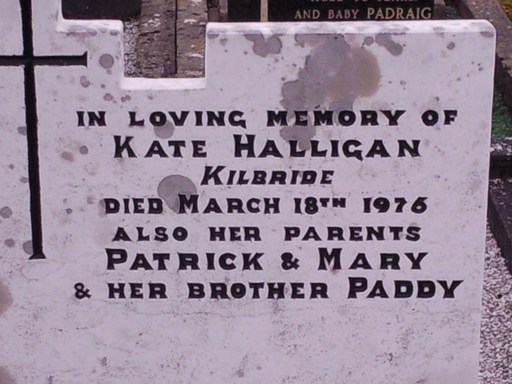 AND BABY PADRAIG
IN LOVING MEMORY OF
KATE HALLIGAN
KILBRIDE
DIED MARCH 18TH 1976
ALSO HER PARENTS
PATRICK & MARY
& HER BROTHER PADDY